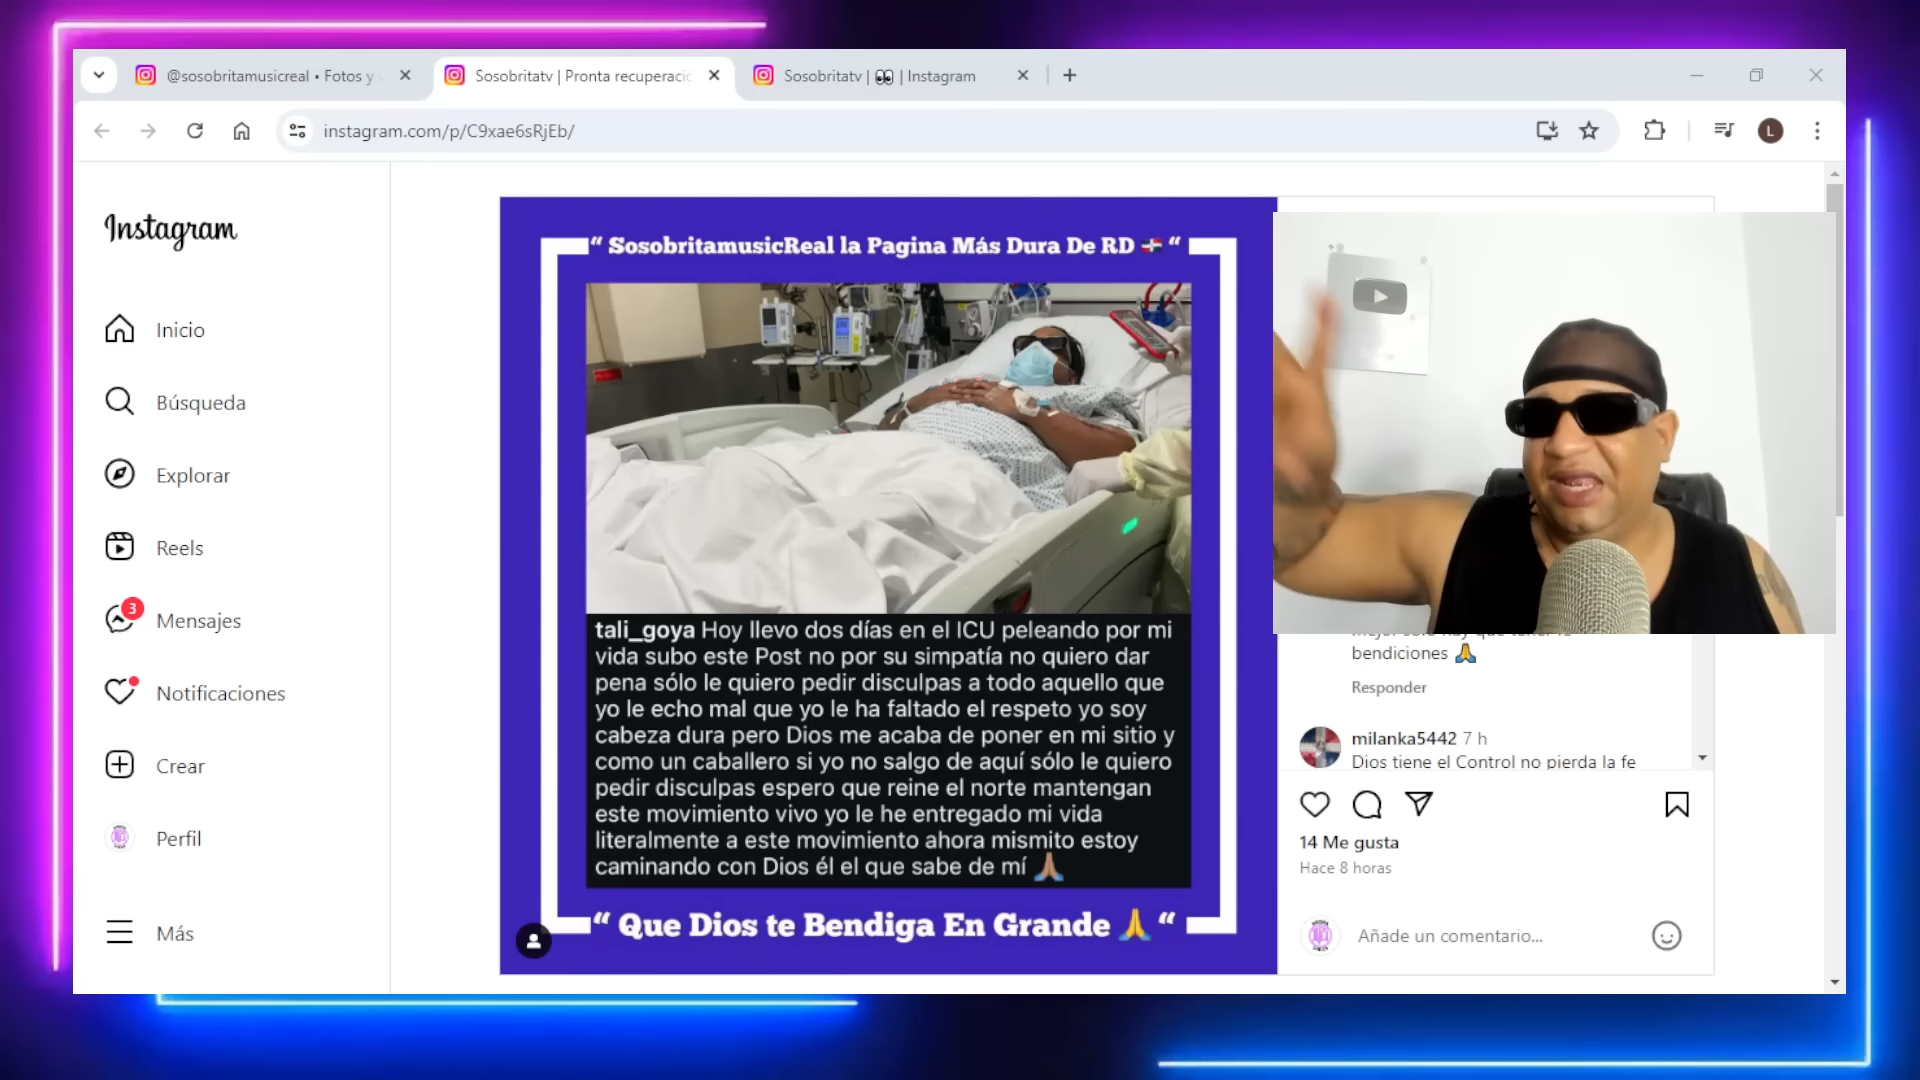 @sosobritamusicreal • Fotos y
Sosobritatv | Pronta recuperació
Sosobritatv | 👀 | Instagram
instagram.com/p/C9xae6sRjEb/
L
Instagram
Inicio
Búsqueda
Explorar
Reels
3
Mensajes
Notificaciones
Crear
Perfil
Más
“ SosobritamusicReal la Pagina Más Dura De RD 🇩🇴 “
tali_goya Hoy llevo dos días en el ICU peleando por mi
vida subo este Post no por su simpatía no quiero dar
pena sólo le quiero pedir disculpas a todo aquello que
yo le echo mal que yo le ha faltado el respeto yo soy
cabeza dura pero Dios me acaba de poner en mi sitio y
como un caballero si yo no salgo de aquí sólo le quiero
pedir disculpas espero que reine el norte mantengan
este movimiento vivo yo le he entregado mi vida
literalmente a este movimiento ahora mismito estoy
caminando con Dios él el que sabe de mí 🙏🏽
“ Que Dios te Bendiga En Grande 🙏 “
bendiciones 🙏
Responder
milanka5442 7 h
Dios tiene el Control no pierda la fe
14 Me gusta
Hace 8 horas
Añade un comentario...